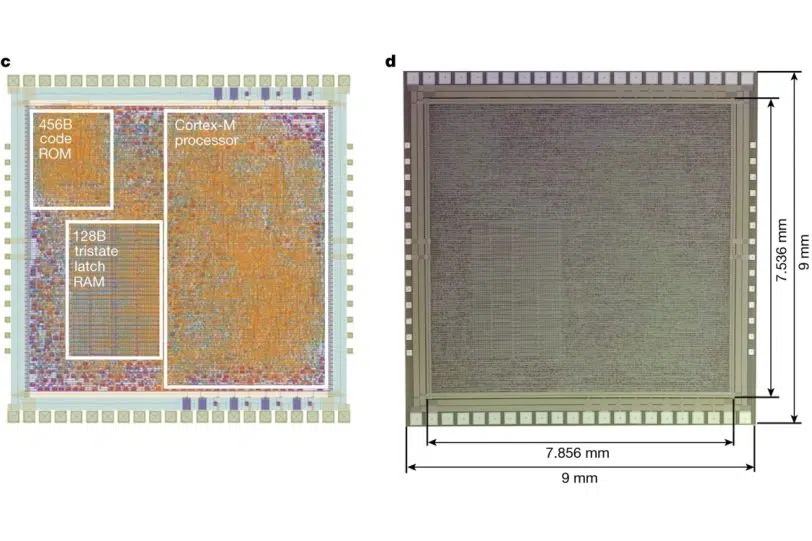 c
456B
code
ROM
Cortex-M
processor
128B
tristate
latch
RAM
d
7.536 mm
9 mm
7.856 mm
9 mm